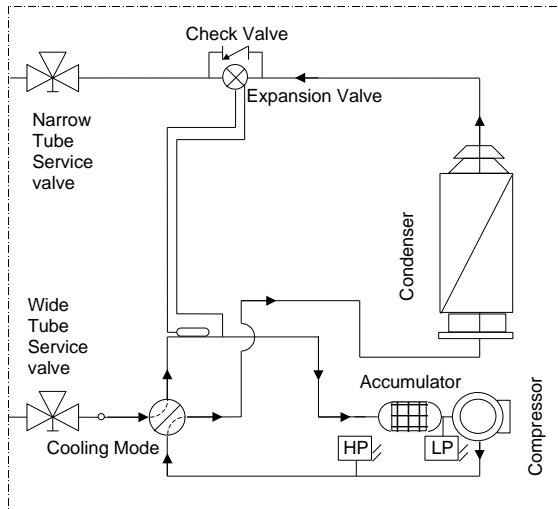 Check Valve
Expansion Valve
Narrow
Tube
Service
valve
Condenser
Wide
Tube
Service
valve
Accumulator
Compressor
Cooling Mode
HP
LP